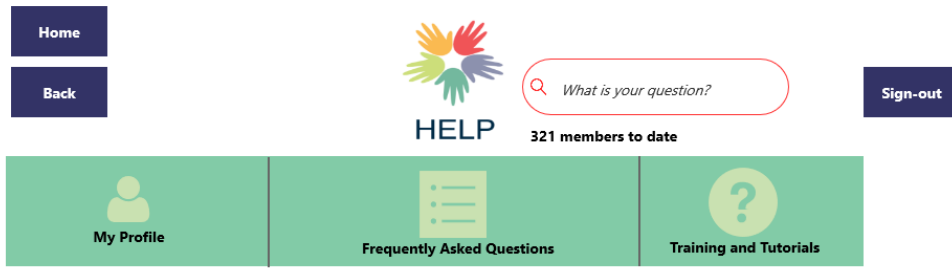 Home
Back
HELP
What is your question?
321 members to date
Sign-out
My Profile
Frequently Asked Questions
Training and Tutorials